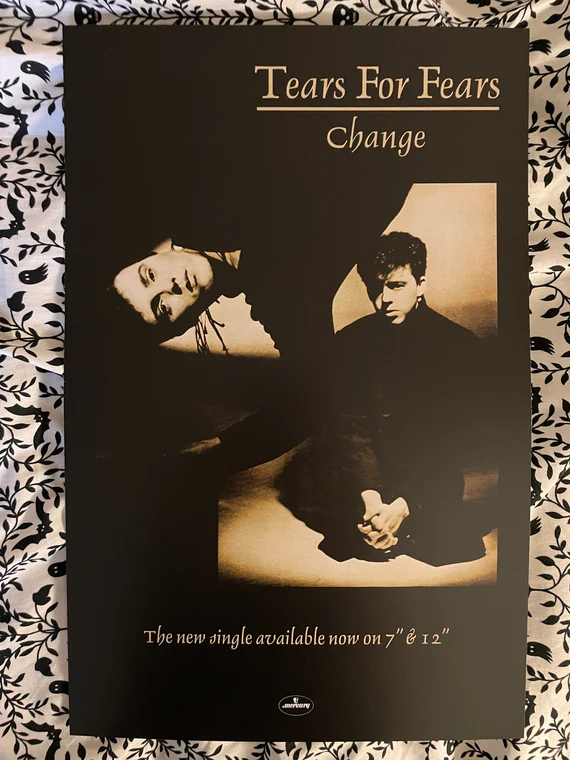 Tears For Fears
Change
The new single available now on 7" & 12"
mercury